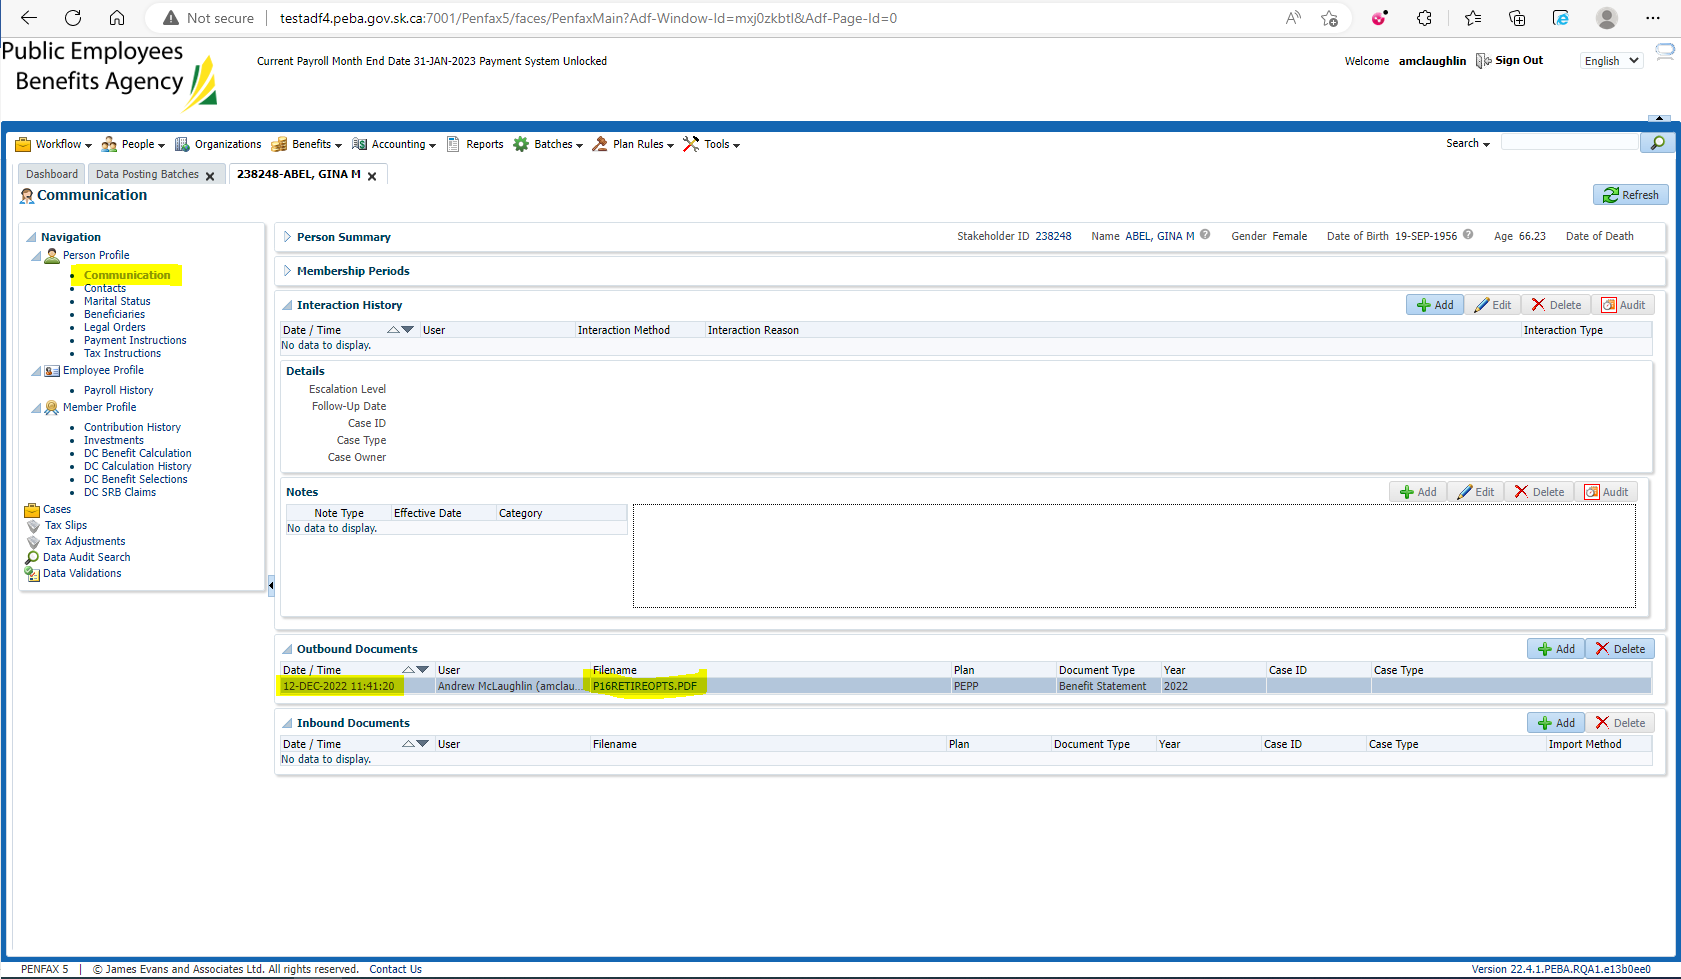 Not secure | testadf4.peba.gov.sk.ca:7001/Penfax5/faces/PenfaxMain?Adf-Window-Id=mxj0zkbtl&Adf-Page-Id=0
Public Employees
Benefits Agency
Current Payroll Month End Date 31-JAN-2023 Payment System Unlocked
Welcome amclaughlin Sign Out English
Workflow People Organizations Benefits Accounting Reports Batches Plan Rules Tools Search
Dashboard Data Posting Batches 238248-ABEL, GINA M
Communication Refresh
Navigation
Person Profile
Communication
Contacts
Marital Status
Beneficiaries
Legal Orders
Payment Instructions
Tax Instructions
Employee Profile
Payroll History
Member Profile
Contribution History
Investments
DC Benefit Calculation
DC Calculation History
DC Benefit Selections
DC SRB Claims
Cases
Tax Slips
Tax Adjustments
Data Audit Search
Data Validations
Person Summary Stakeholder ID 238248 Name ABEL, GINA M Gender Female Date of Birth 19-SEP-1956 Age 66.23 Date of Death
Membership Periods
Interaction History Add Edit Delete Audit
Date / Time User Interaction Method Interaction Reason Interaction Type
No data to display.
Details
Escalation Level
Follow-Up Date
Case ID
Case Type
Case Owner
Notes Add Edit Delete Audit
Note Type Effective Date Category
No data to display.
Outbound Documents Add Delete
Date / Time User Filename Plan Document Type Year Case ID Case Type
12-DEC-2022 11:41:20 Andrew McLaughlin (amclau... P16RETIREOPTS.PDF PEPP Benefit Statement 2022
Inbound Documents Add Delete
Date / Time User Filename Plan Document Type Year Case ID Case Type Import Method
No data to display.
PENFAX 5 | © James Evans and Associates Ltd. All rights reserved. Contact Us Version 22.4.1.PEBA.RQA1.e13b0ee0